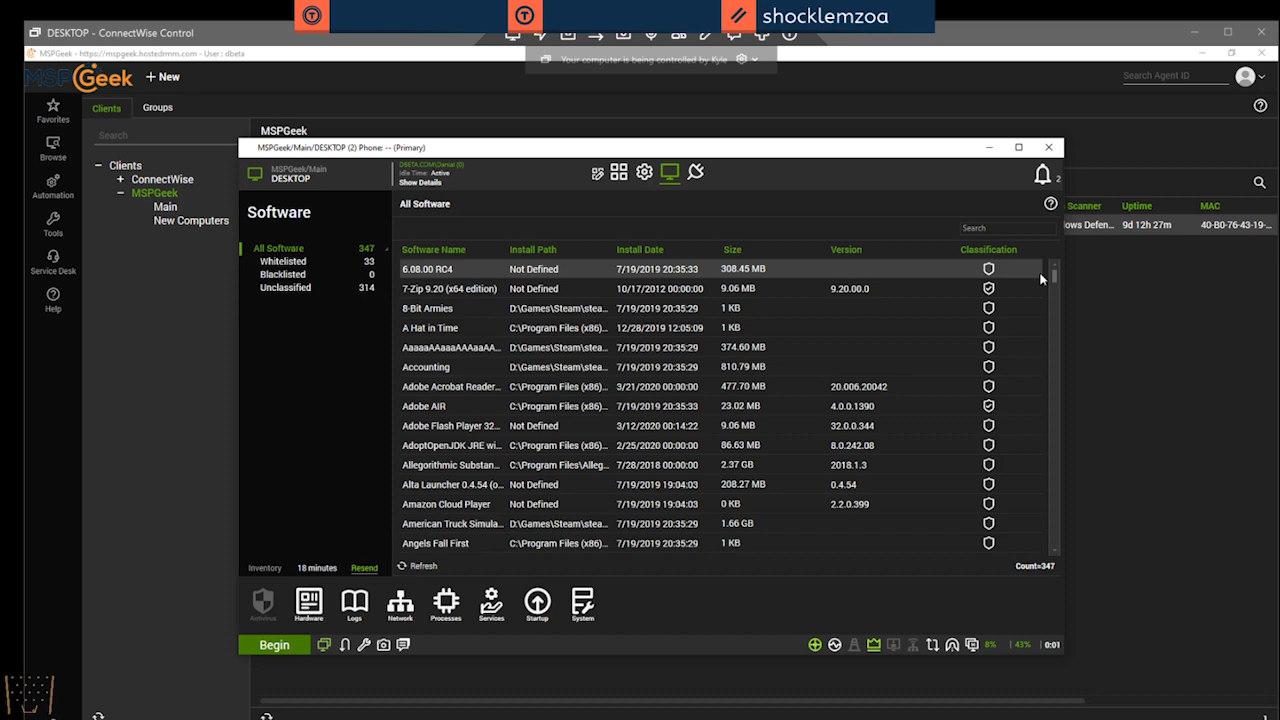 shocklemzoa
DESKTOP - ConnectWise Control
MSPGeek - https://mspgeek.hostedrmm.com - User : dbeta
Your computer is being controlled by Kyle
MSPGeek
+ New
Search Agent ID
Favorites
Browse
Automation
Tools
Service Desk
Help
Clients
Groups
Search
Clients
ConnectWise
MSPGeek
Main
New Computers
MSPGeek
Scanner Uptime MAC
lows Defen... 9d 12h 27m 40-B0-76-43-19-...
MSPGeek/Main/DESKTOP (2) Phone: -- (Primary)
MSPGeek/Main
DESKTOP
DBETA.COM\Danial (0)
Idle Time: Active
Show Details
2
Software
All Software 347
Whitelisted 33
Blacklisted 0
Unclassified 314
All Software
Search
Software Name Install Path Install Date Size Version Classification
6.08.00 RC4 Not Defined 7/19/2019 20:35:33 308.45 MB
7-Zip 9.20 (x64 edition) Not Defined 10/17/2012 00:00:00 9.06 MB 9.20.00.0
8-Bit Armies D:\Games\Steam\stea... 7/19/2019 20:35:29 1 KB
A Hat in Time C:\Program Files (x86)... 12/28/2019 12:05:09 1 KB
AaaaaAAaaaAAAaaAA... D:\Games\Steam\stea... 7/19/2019 20:35:29 374.60 MB
Accounting D:\Games\Steam\stea... 7/19/2019 20:35:29 810.79 MB
Adobe Acrobat Reader... C:\Program Files (x86)... 3/21/2020 00:00:00 477.70 MB 20.006.20042
Adobe AIR C:\Program Files (x86)... 7/19/2019 20:35:33 23.02 MB 4.0.0.1390
Adobe Flash Player 32... Not Defined 3/12/2020 00:14:22 9.06 MB 32.0.0.344
AdoptOpenJDK JRE wi... C:\Program Files (x86)... 2/25/2020 00:00:00 86.63 MB 8.0.242.08
Allegorithmic Substan... C:\Program Files\Alleg... 7/28/2018 00:00:00 2.37 GB 2018.1.3
Alta Launcher 0.4.54 (o... Not Defined 7/19/2019 19:04:03 208.27 MB 0.4.54
Amazon Cloud Player Not Defined 7/19/2019 19:04:03 0 KB 2.2.0.399
American Truck Simula... D:\Games\Steam\stea... 7/19/2019 20:35:29 1.66 GB
Angels Fall First C:\Program Files (x86)... 7/19/2019 20:35:29 1 KB
Inventory 18 minutes Resend
Refresh
Count=347
Antivirus
Hardware
Logs
Network
Processes
Services
Startup
System
Begin
8% 43% 0:01